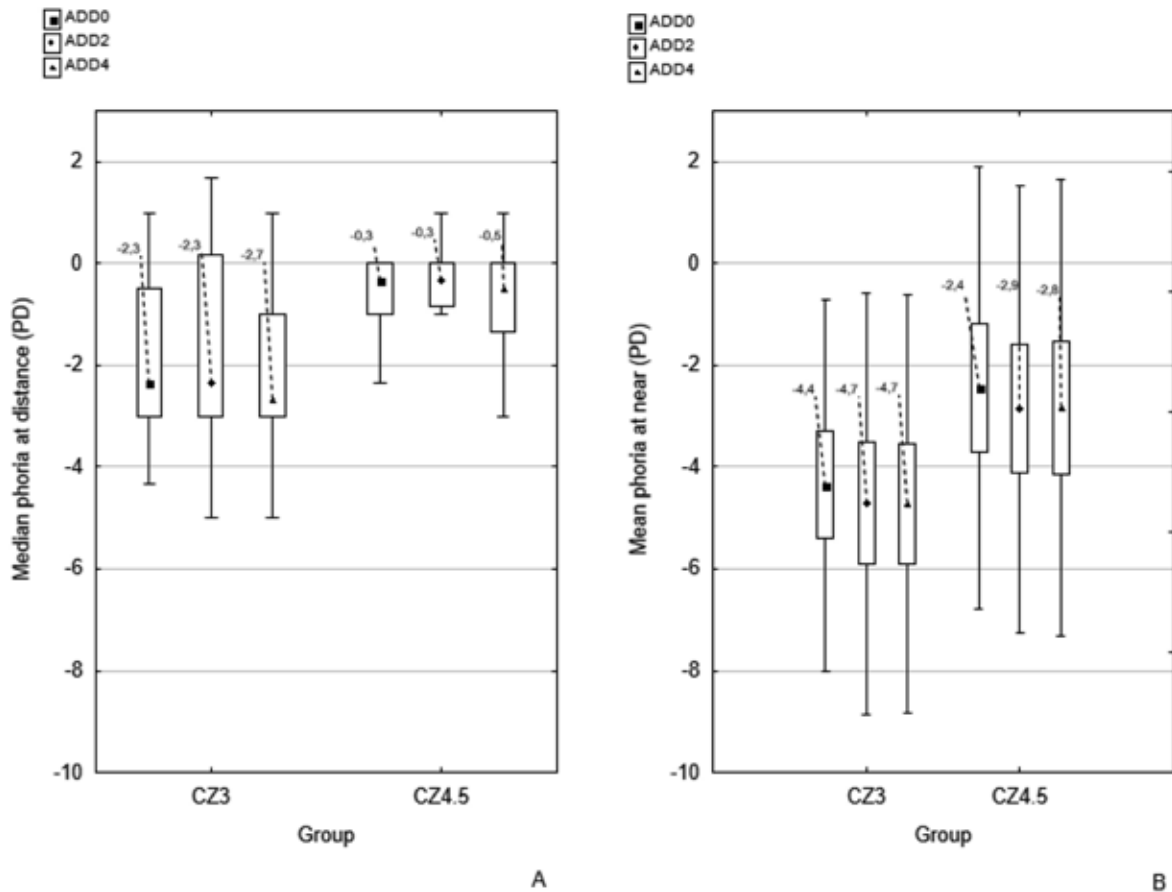 ADD0
ADD2
ADD4
Median phoria at distance (PD)
2
0
-2
-4
-6
-8
-10
-2,3
-2,3
-2,7
-0,3
-0,3
-0,5
CZ3
CZ4.5
Group
A
ADD0
ADD2
ADD4
Mean phoria at near (PD)
2
0
-2
-4
-6
-8
-10
-4,4
-4,7
-4,7
-2,4
-2,9
-2,8
CZ3
CZ4.5
Group
B